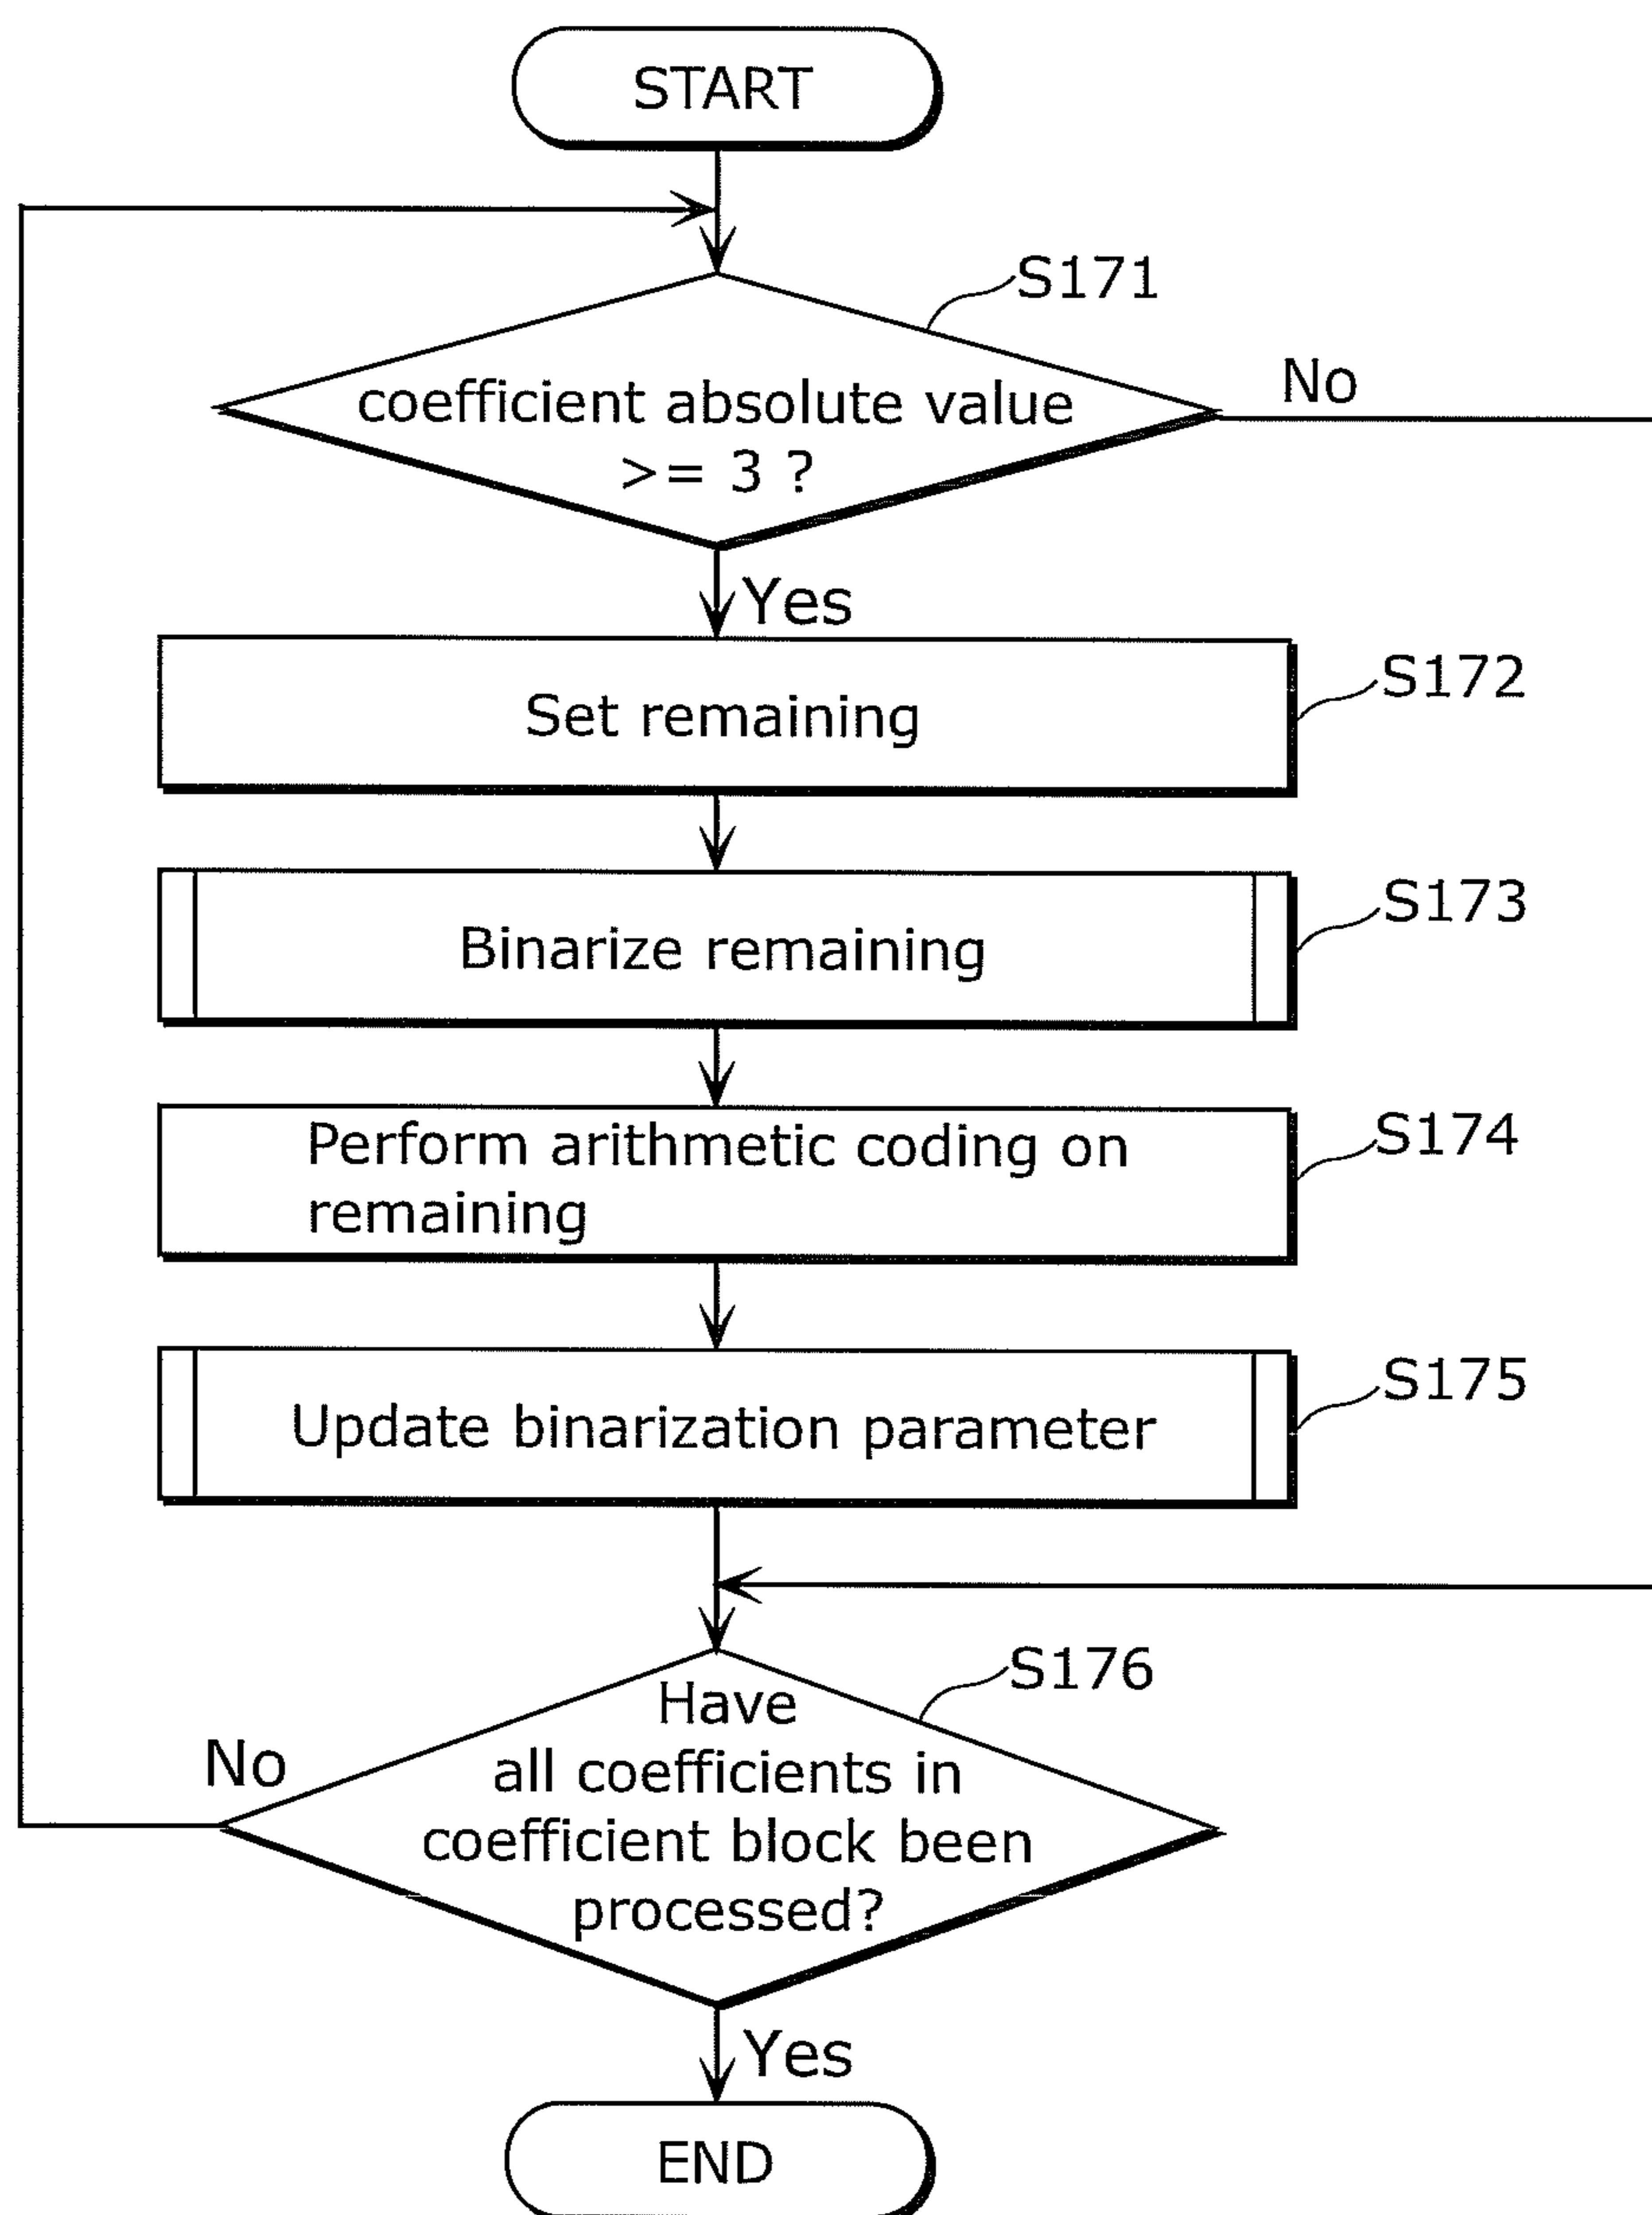 START
S171
coefficient absolute value
>= 3 ?
No
Yes
Set remaining
S172
Binarize remaining
S173
Perform arithmetic coding on
remaining
S174
Update binarization parameter
S175
S176
Have
all coefficients in
coefficient block been
processed?
No
Yes
END